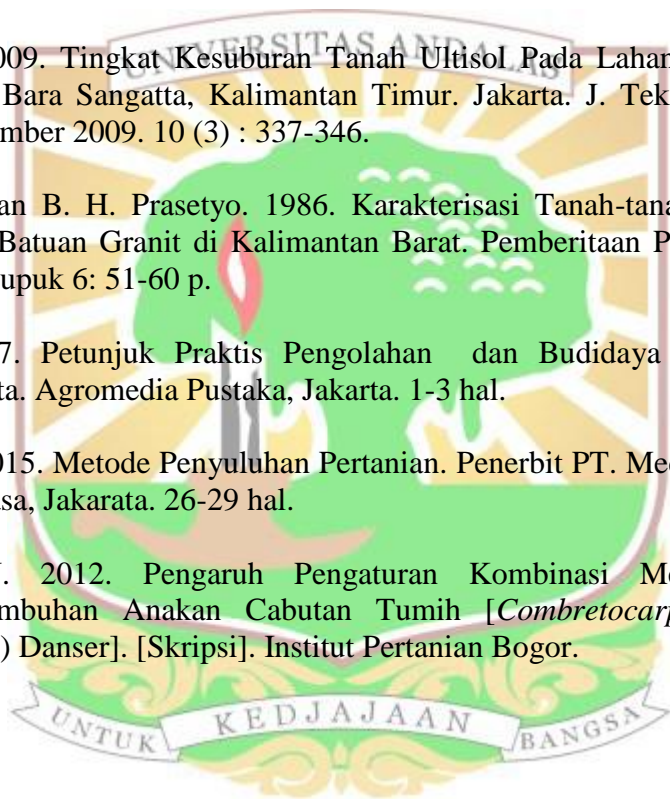 UNIVERSITAS ANDALAS
009. Tingkat Kesuburan Tanah Ultisol Pada Lahan
Bara Sangatta, Kalimantan Timur. Jakarta. J. Tek
mber 2009. 10 (3) : 337-346.
an B. H. Prasetyo. 1986. Karakterisasi Tanah-tana
Batuan Granit di Kalimantan Barat. Pemberitaan P
upuk 6: 51-60 p.
7. Petunjuk Praktis Pengolahan dan Budidaya
ta. Agromedia Pustaka, Jakarta. 1-3 hal.
015. Metode Penyuluhan Pertanian. Penerbit PT. Med
sa, Jakarata. 26-29 hal.
. 2012. Pengaruh Pengaturan Kombinasi Me
mbuhan Anakan Cabutan Tumih [Combretocarp
) Danser]. [Skripsi]. Institut Pertanian Bogor.
UNTUK KEDJAJAAN BANGSA